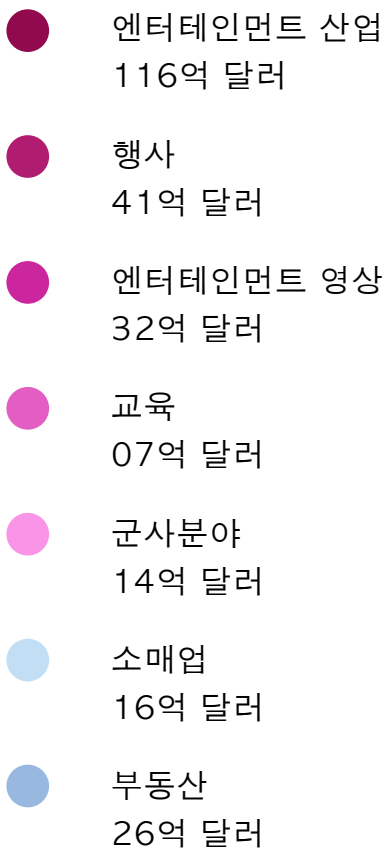 엔터테인먼트 산업
116억 달러
행사
41억 달러
엔터테인먼트 영상
32억 달러
교육
07억 달러
군사분야
14억 달러
소매업
16억 달러
부동산
26억 달러